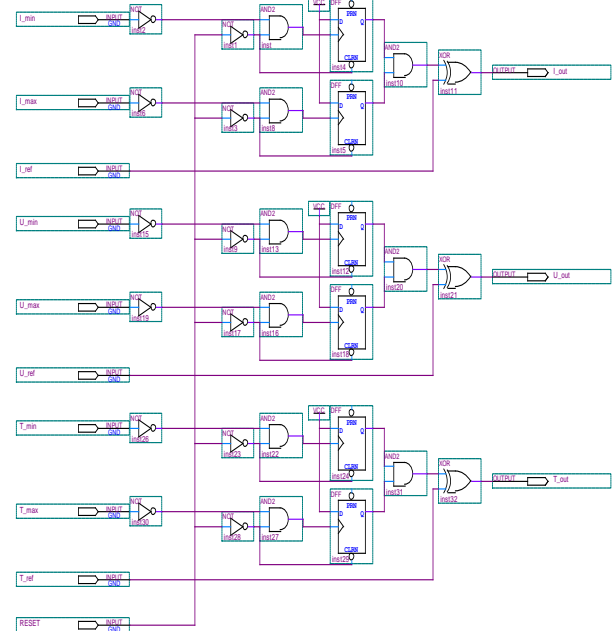 VCC DFF
I_min INPUT GND NOT inst2 NOT inst1 AND2 inst PRN D Q CLRN inst4
AND2 inst10 XOR inst11 OUTPUT I_out
I_max INPUT GND NOT inst6 NOT inst3 AND2 inst8 DFF PRN D Q CLRN inst5
I_ref INPUT GND
VCC DFF
U_min INPUT GND NOT inst15 NOT inst9 AND2 inst13 PRN D Q CLRN inst12
AND2 inst20 XOR inst21 OUTPUT U_out
U_max INPUT GND NOT inst19 NOT inst17 AND2 inst16 DFF PRN D Q CLRN inst18
U_ref INPUT GND
VCC DFF
T_min INPUT GND NOT inst26 NOT inst23 AND2 inst22 PRN D Q CLRN inst24
AND2 inst31 XOR inst32 OUTPUT T_out
T_max INPUT GND NOT inst30 NOT inst28 AND2 inst27 DFF PRN D Q CLRN inst29
T_ref INPUT GND
RESET INPUT GND